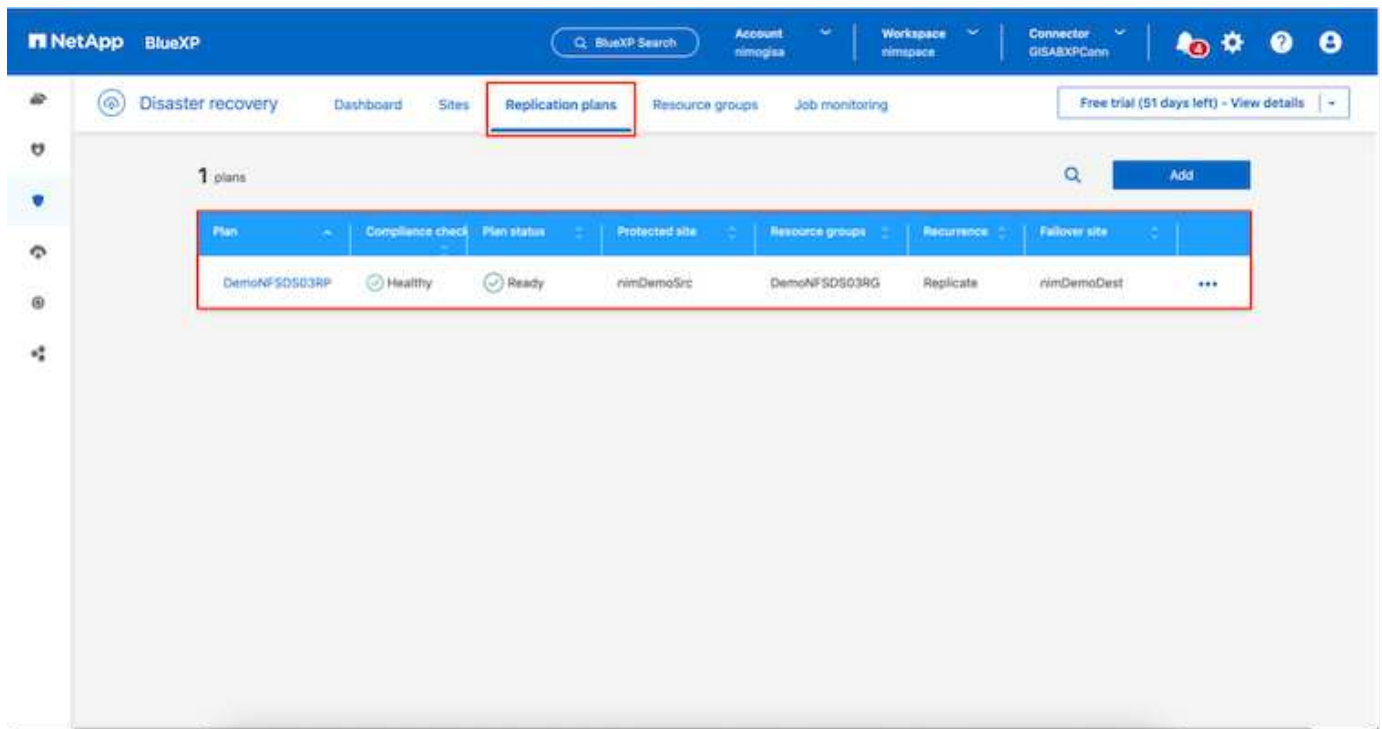 NetApp BlueXP
BlueXP Search
Account
nimogisa
Workspace
nimspace
Connector
GISABXPConn
4
Disaster recovery
Dashboard
Sites
Replication plans
Resource groups
Job monitoring
Free trial (51 days left) - View details
1 plans
Add
Plan
Compliance check
Plan status
Protected site
Resource groups
Recurrence
Failover site
DemoNFSDS03RP
Healthy
Ready
nimDemoSrc
DemoNFSDS03RG
Replicate
nimDemoDest